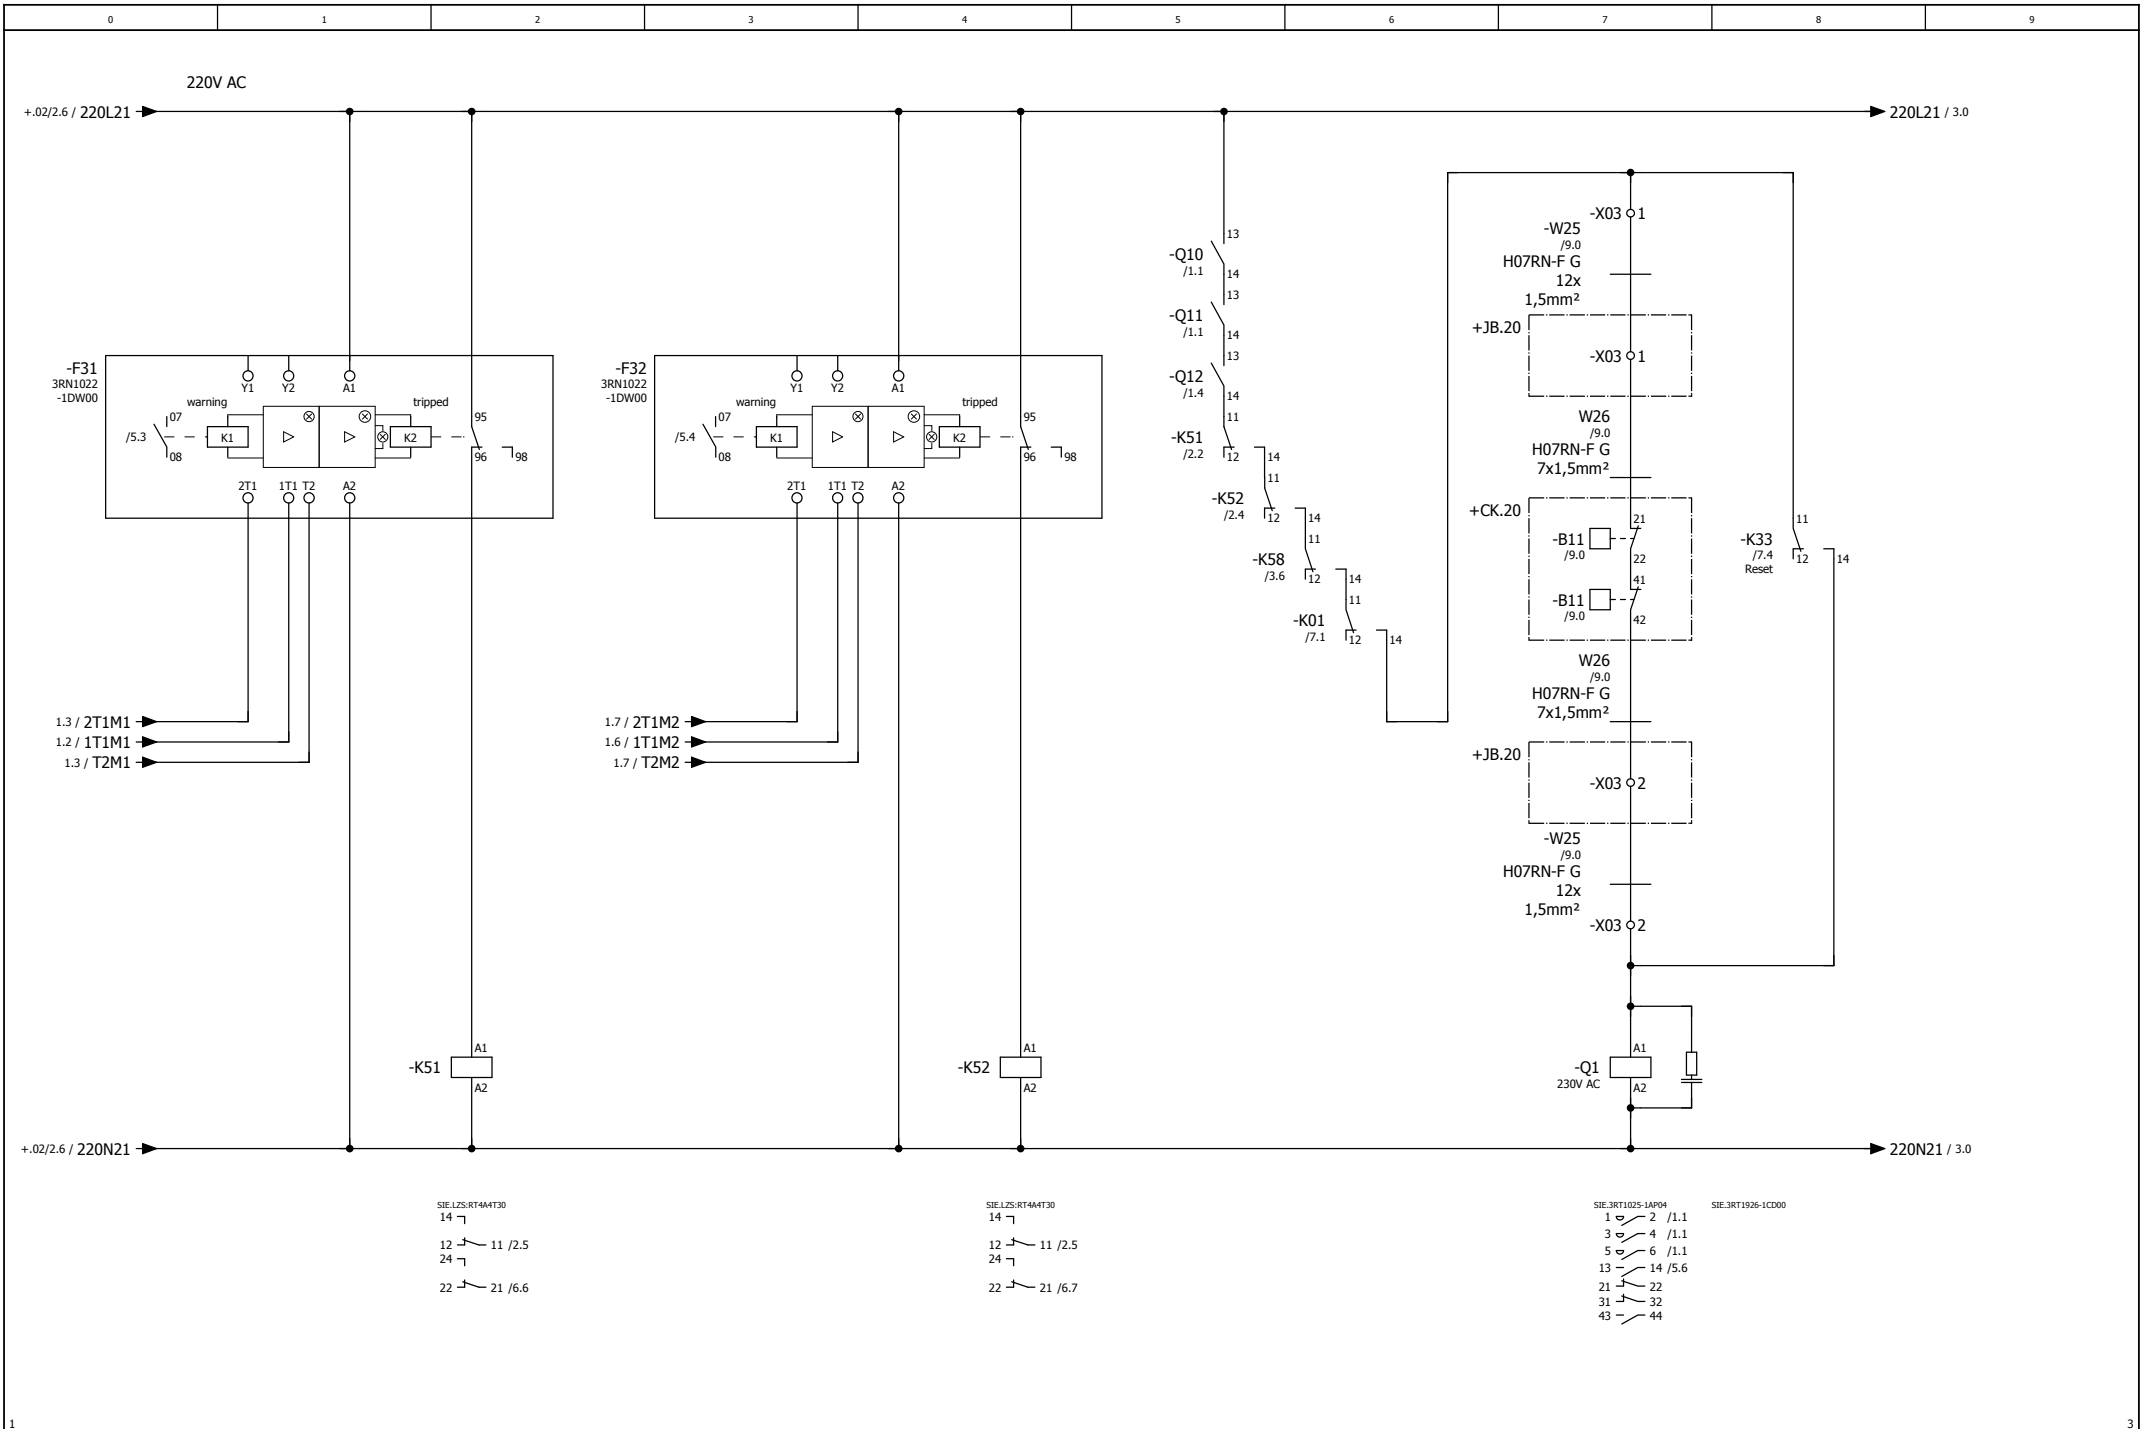 0 1 2 3 4 5 6 7 8 9
220V AC
+.02/2.6 / 220L21
220L21 / 3.0
-F31
3RN1022
-1DW00
Y1 Y2 A1
warning
tripped
/5.3
07
08
K1
K2
95
96
98
2T1 1T1 T2 A2
1.3 / 2T1M1
1.2 / 1T1M1
1.3 / T2M1
-K51
A1
A2
-F32
3RN1022
-1DW00
Y1 Y2 A1
warning
tripped
/5.4
07
08
K1
K2
95
96
98
2T1 1T1 T2 A2
1.7 / 2T1M2
1.6 / 1T1M2
1.7 / T2M2
-K52
A1
A2
-Q10
/1.1
13
14
-Q11
/1.1
13
14
-Q12
/1.4
13
14
-K51
/2.2
11
12
14
-K52
/2.4
11
12
14
-K58
/3.6
11
12
14
-K01
/7.1
11
12
14
-X03 1
-W25
/9.0
H07RN-F G
12x
1,5mm²
+JB.20
-X03 1
W26
/9.0
H07RN-F G
7x1,5mm²
+CK.20
-B11
/9.0
21
22
-B11
/9.0
41
42
W26
/9.0
H07RN-F G
7x1,5mm²
+JB.20
-X03 2
-W25
/9.0
H07RN-F G
12x
1,5mm²
-X03 2
-K33
/7.4
Reset
11
12
14
-Q1
230V AC
A1
A2
+.02/2.6 / 220N21
220N21 / 3.0
SIE.LZS:RT4A4T30
14
12 11 /2.5
24
22 21 /6.6
SIE.LZS:RT4A4T30
14
12 11 /2.5
24
22 21 /6.7
SIE.3RT1025-1AP04 SIE.3RT1926-1CD00
1 2 /1.1
3 4 /1.1
5 6 /1.1
13 14 /5.6
21 22
31 32
43 44
1
3